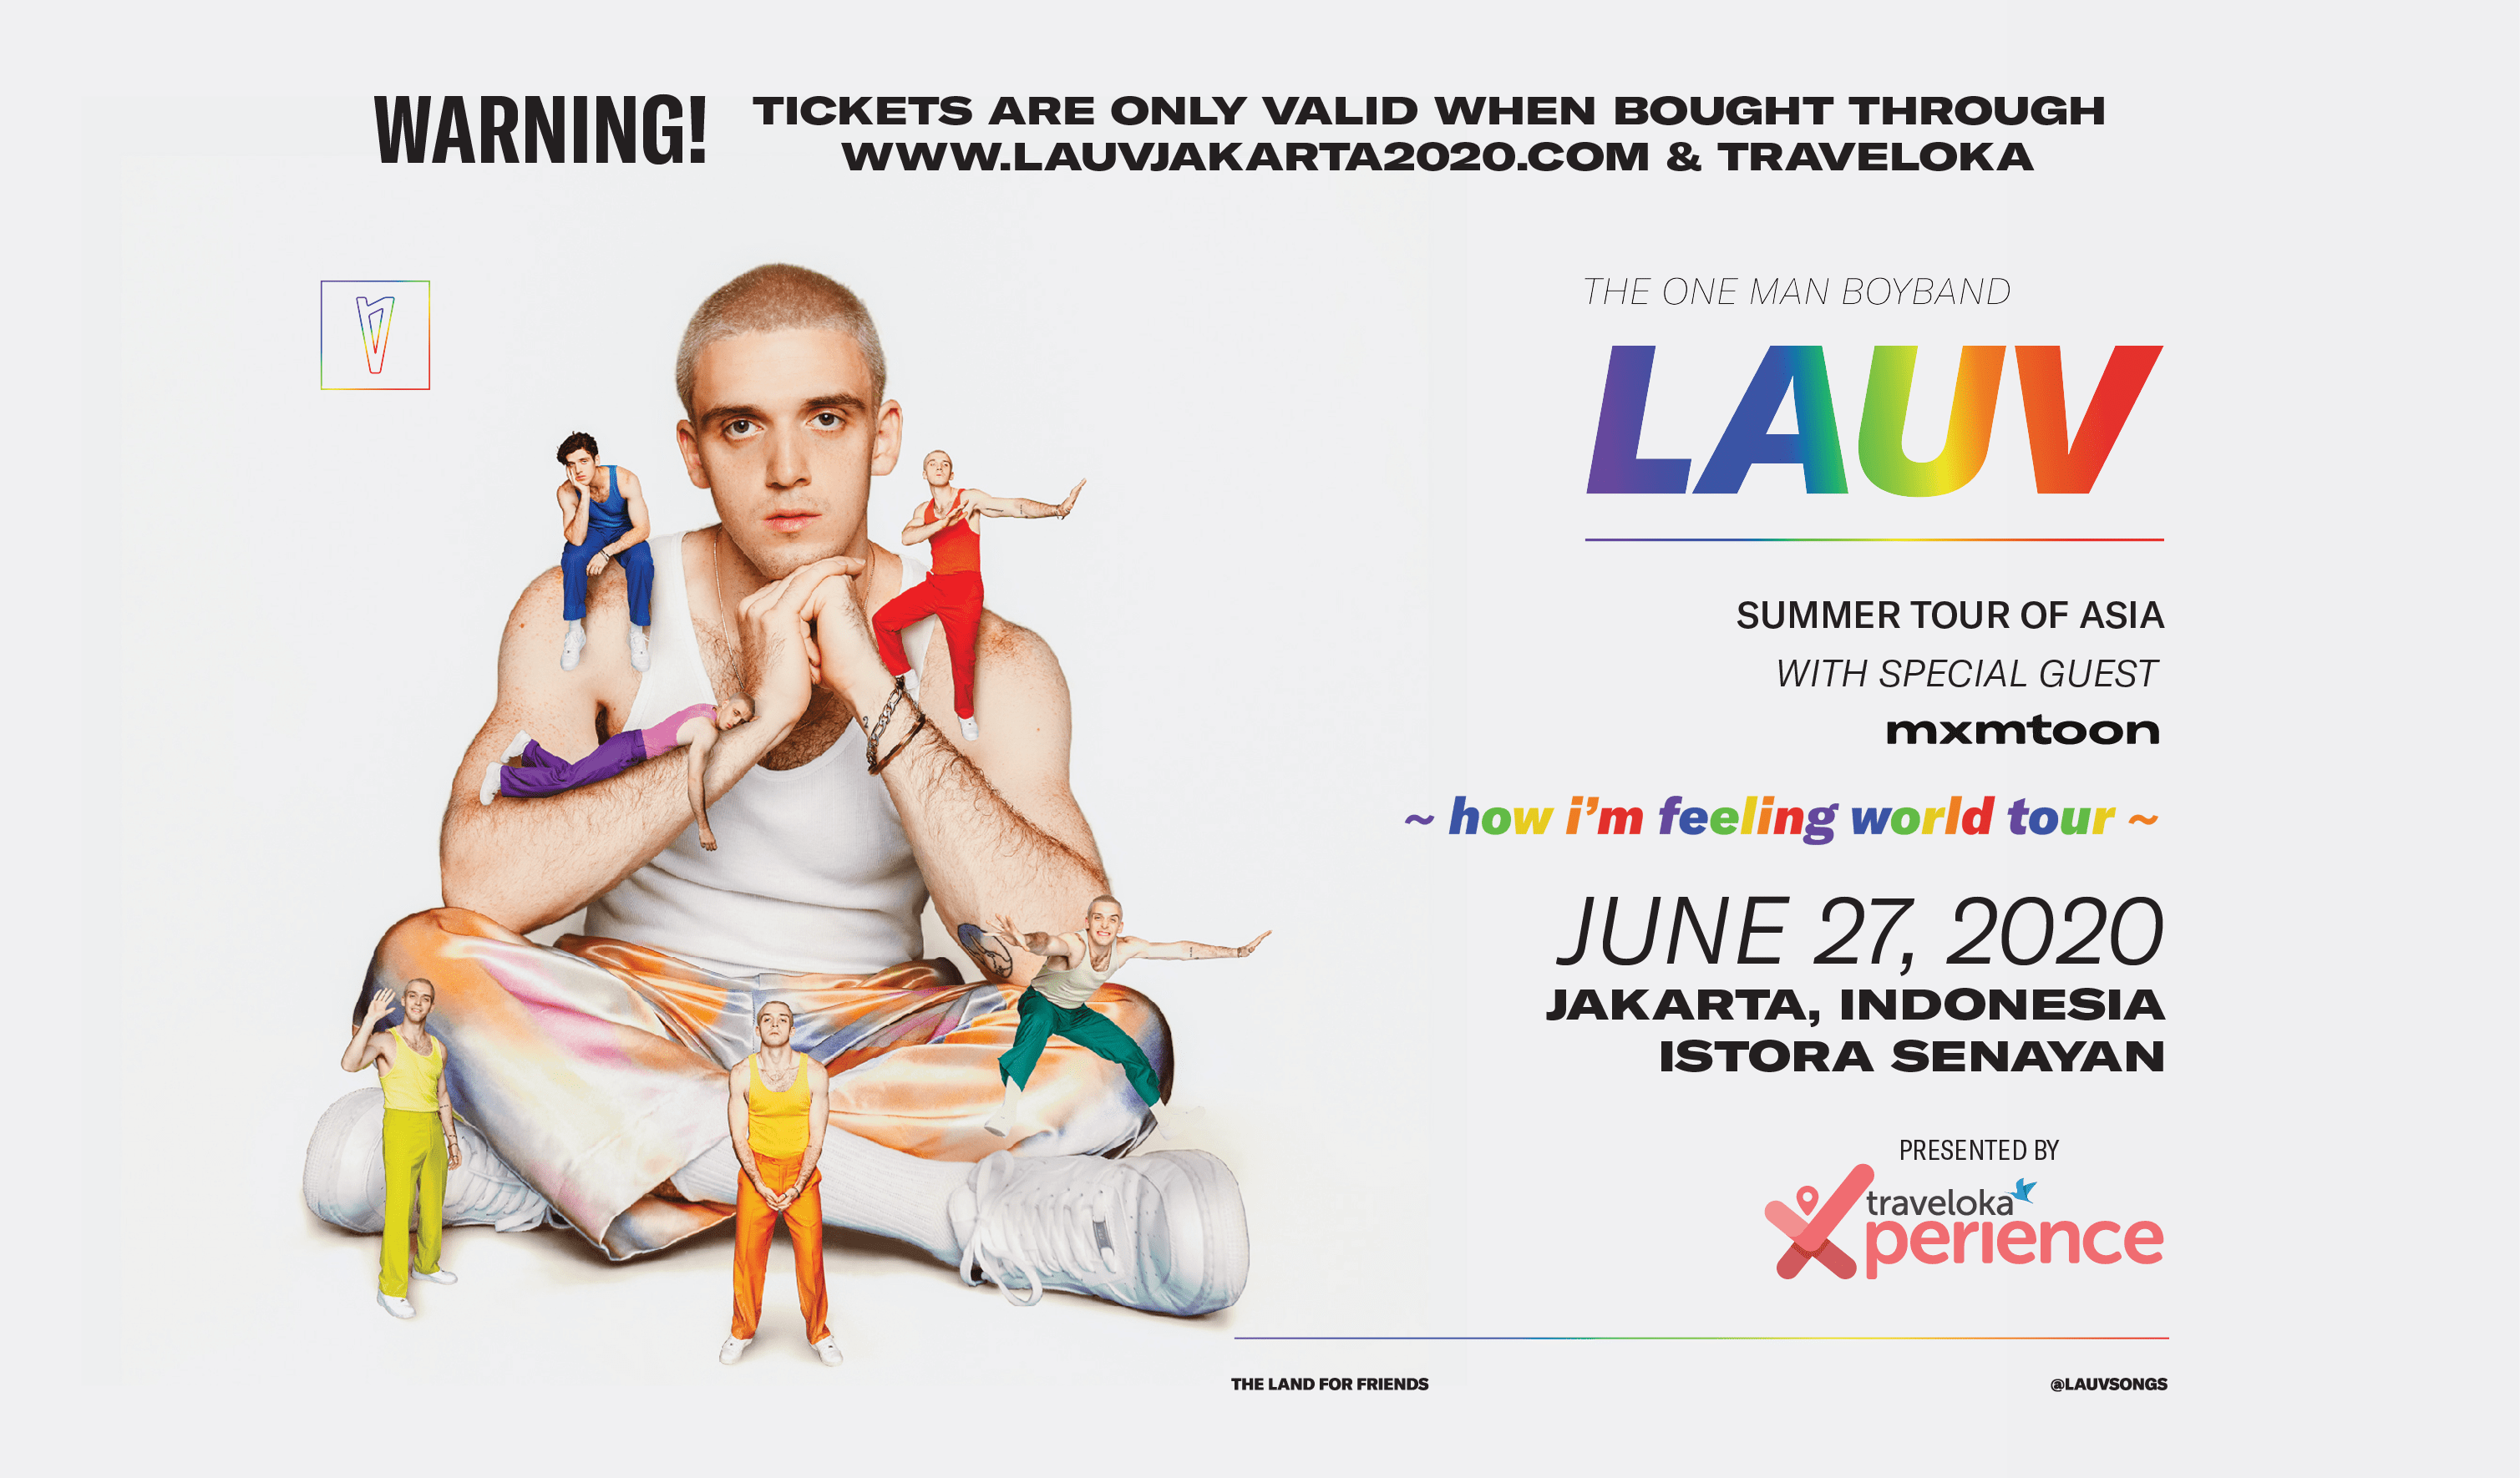 WARNING!
TICKETS ARE ONLY VALID WHEN BOUGHT THROUGH
WWW.LAUVJAKARTA2020.COM & TRAVELOKA
THE ONE MAN BOYBAND
LAUV
SUMMER TOUR OF ASIA
WITH SPECIAL GUEST
mxmtoon
~ how i’m feeling world tour ~
JUNE 27, 2020
JAKARTA, INDONESIA
ISTORA SENAYAN
PRESENTED BY
traveloka
xperience
THE LAND FOR FRIENDS
@LAUVSONGS